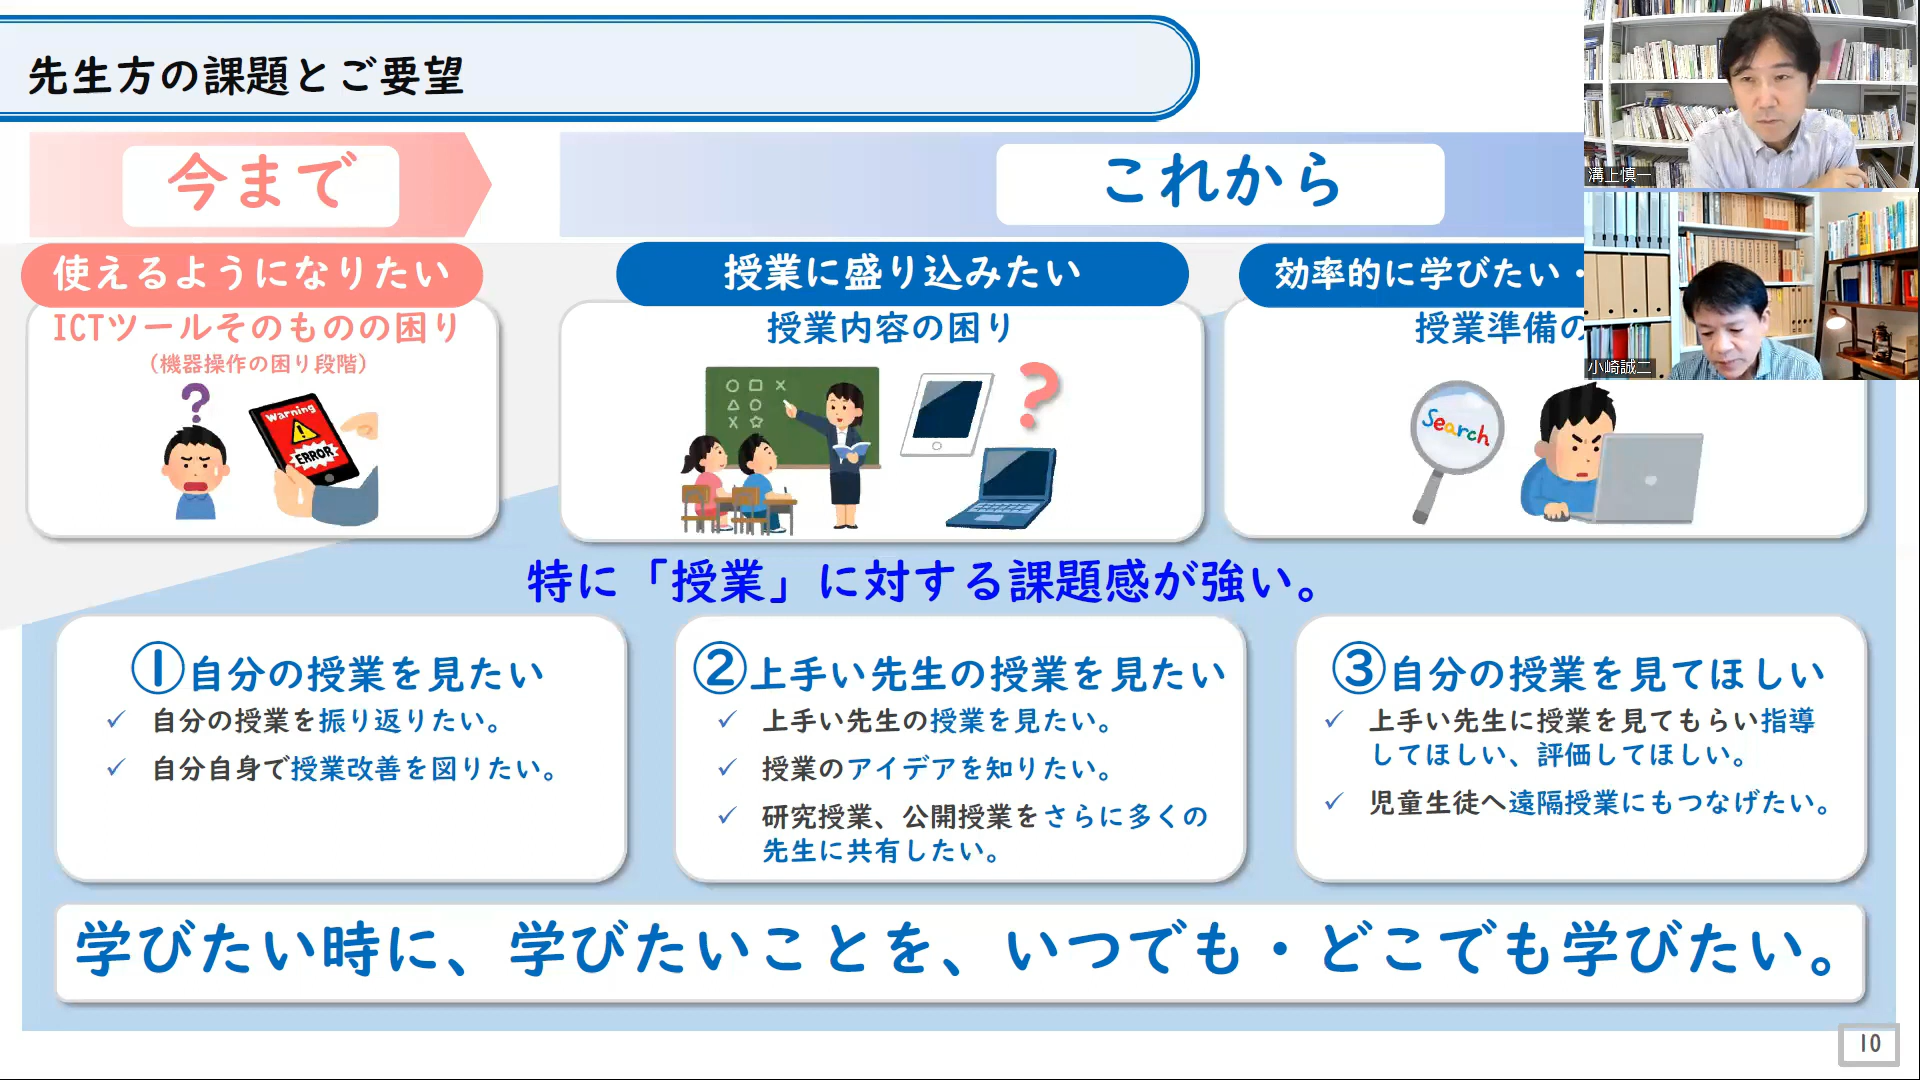 先生方の課題とご要望
今まで
これから
使えるようになりたい
授業に盛り込みたい
効率的に学びたい・
ICTツールそのものの困り
(機器操作の困り段階)
授業内容の困り
授業準備の
溝上慎一
小崎誠二
Warning
ERROR
?
?
Search
特に「授業」に対する課題感が強い。
①自分の授業を見たい
✓ 自分の授業を振り返りたい。
✓ 自分自身で授業改善を図りたい。
②上手い先生の授業を見たい
✓ 上手い先生の授業を見たい。
✓ 授業のアイデアを知りたい。
✓ 研究授業、公開授業をさらに多くの
先生に共有したい。
③自分の授業を見てほしい
✓ 上手い先生に授業を見てもらい指導
してほしい、評価してほしい。
✓ 児童生徒へ遠隔授業にもつなげたい。
学びたい時に、学びたいことを、いつでも・どこでも学びたい。
10